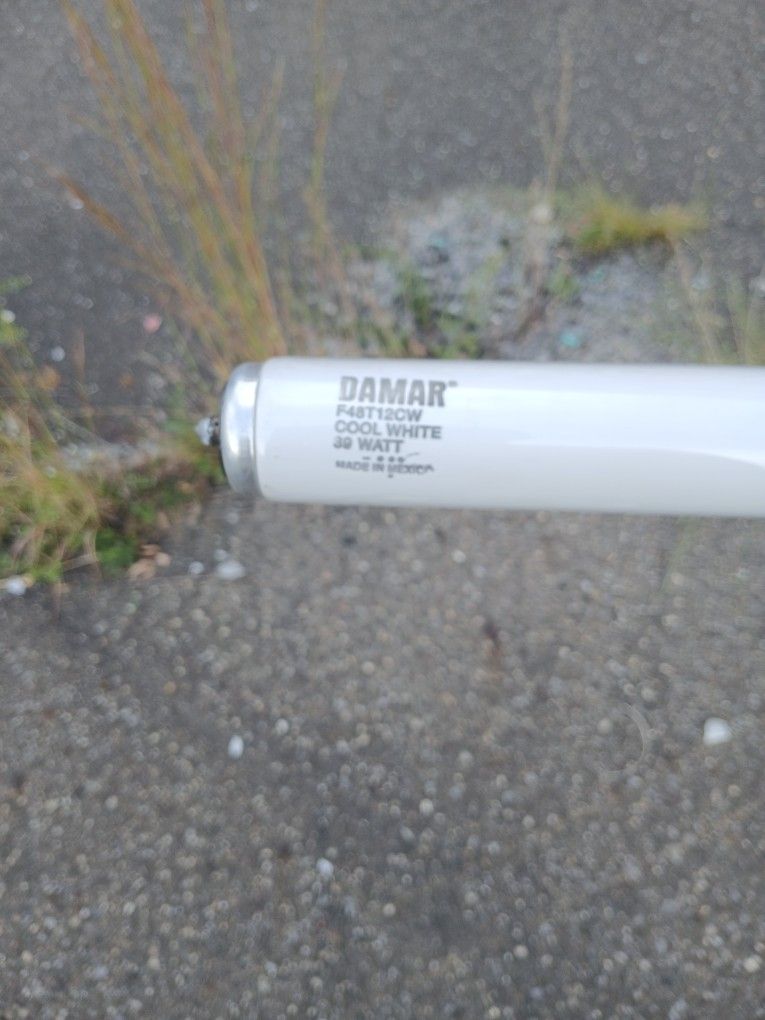 DAMAR®
F48T12CW
COOL WHITE
39 WATT
MADE IN MEXICO